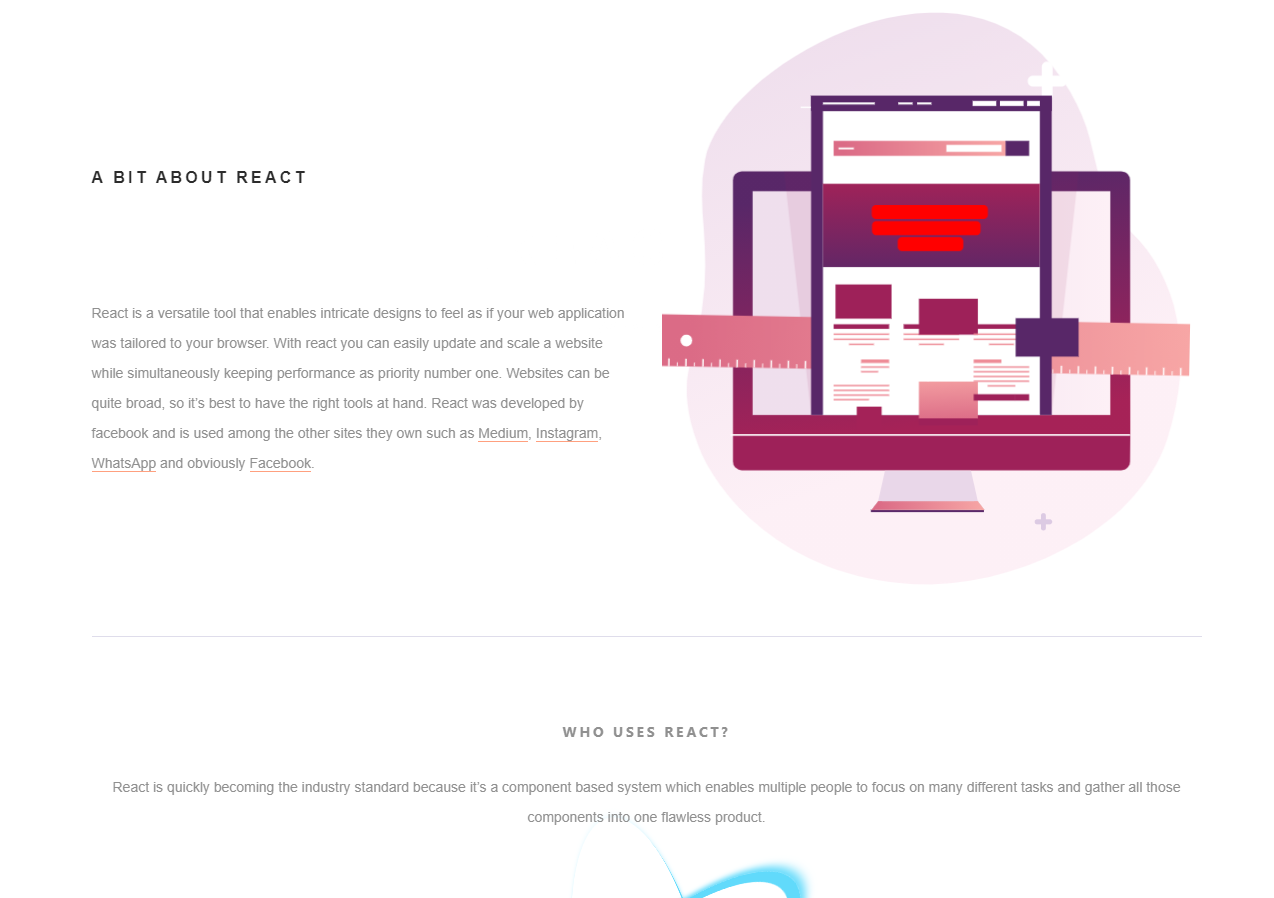 A BIT ABOUT REACT
React is a versatile tool that enables intricate designs to feel as if your web application
was tailored to your browser. With react you can easily update and scale a website
while simultaneously keeping performance as priority number one. Websites can be
quite broad, so it’s best to have the right tools at hand. React was developed by
facebook and is used among the other sites they own such as Medium, Instagram,
WhatsApp and obviously Facebook.
WHO USES REACT?
React is quickly becoming the industry standard because it’s a component based system which enables multiple people to focus on many different tasks and gather all those
components into one flawless product.